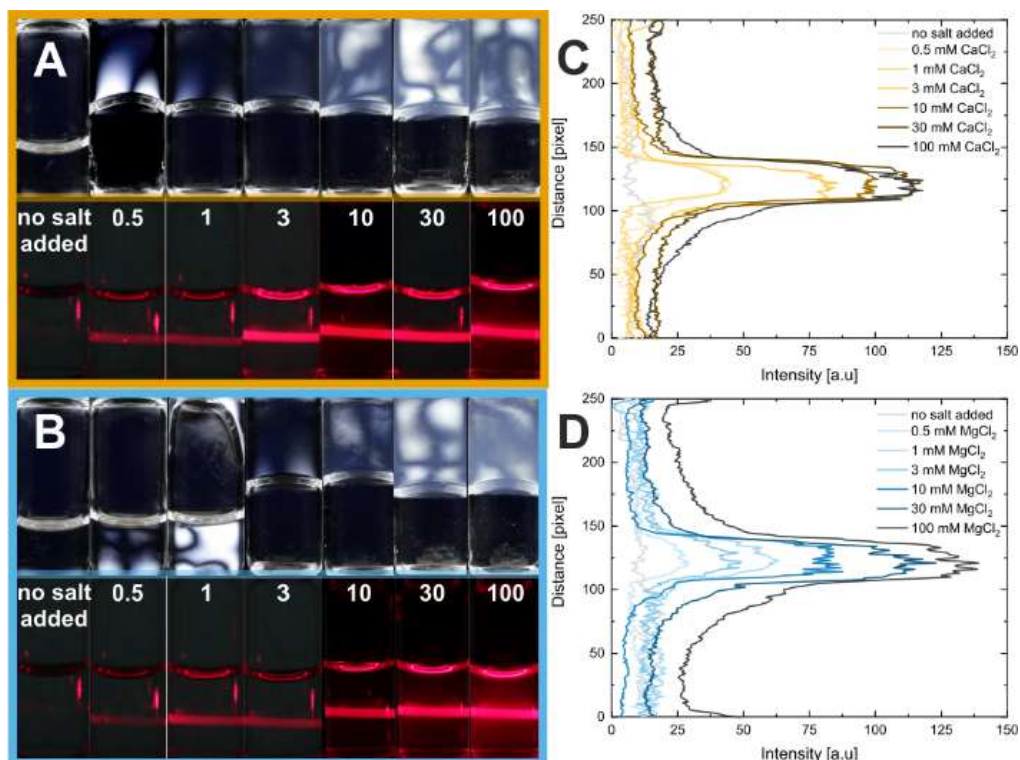 A
no salt added 0.5 1 3 10 30 100
B
no salt added 0.5 1 3 10 30 100
C
250
200
150
100
50
0
0 25 50 75 100 125 150
Distance [pixel]
Intensity [a.u]
no salt added
0.5 mM CaCl₂
1 mM CaCl₂
3 mM CaCl₂
10 mM CaCl₂
30 mM CaCl₂
100 mM CaCl₂
D
250
200
150
100
50
0
0 25 50 75 100 125 150
Distance [pixel]
Intensity [a.u]
no salt added
0.5 mM MgCl₂
1 mM MgCl₂
3 mM MgCl₂
10 mM MgCl₂
30 mM MgCl₂
100 mM MgCl₂